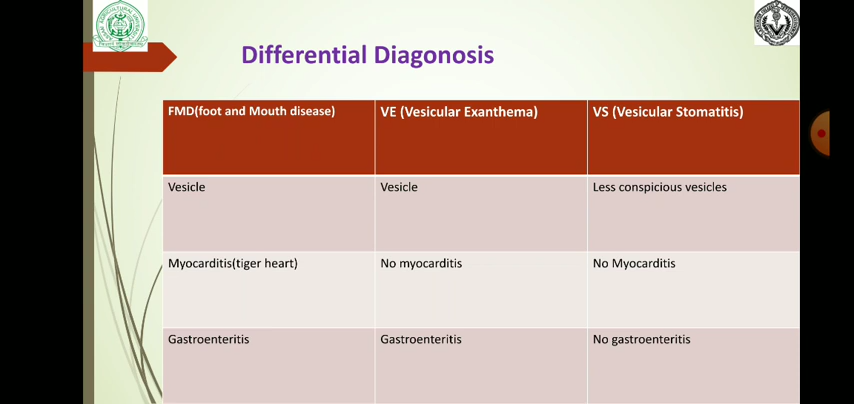 Differential Diagonosis
FMD(foot and Mouth disease) VE (Vesicular Exanthema) VS (Vesicular Stomatitis)
Vesicle Vesicle Less conspicious vesicles
Myocarditis(tiger heart) No myocarditis No Myocarditis
Gastroenteritis Gastroenteritis No gastroenteritis